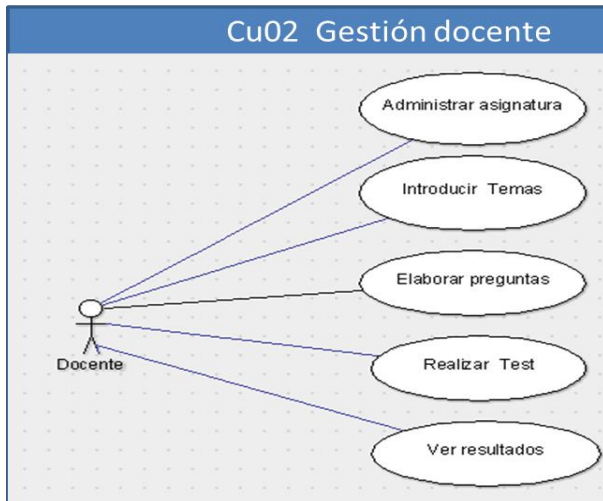 Cu02 Gestión docente
Administrar asignatura
Introducir Temas
Elaborar preguntas
Docente
Realizar Test
Ver resultados